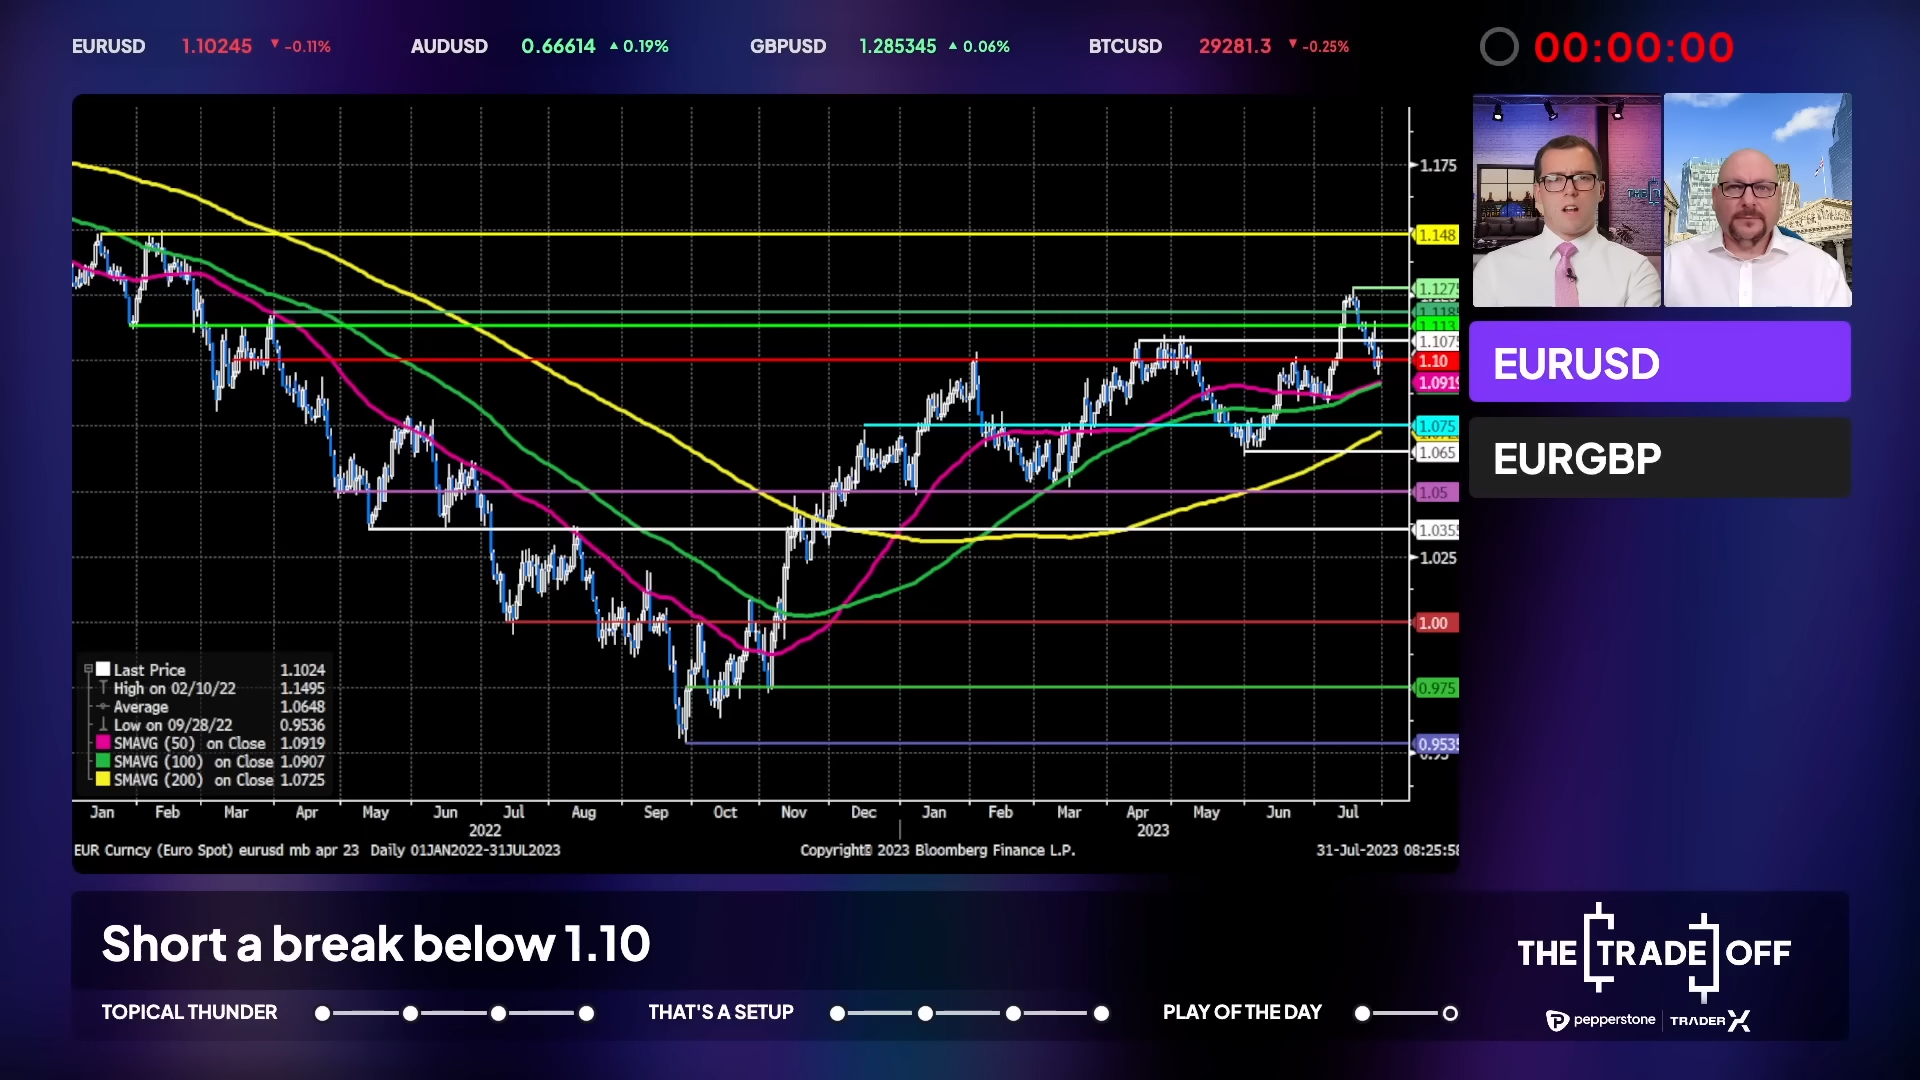 EURUSD 1.10245 ▼ -0.11% AUDUSD 0.66614 ▲ 0.19% GBPUSD 1.285345 ▲ 0.06% BTCUSD 29281.3 ▼ -0.25%
00:00:00
1.175
1.148
1.1275
1.1185
1.113
1.1075
1.10
1.0919
1.075
1.065
1.05
1.0355
1.025
1.00
0.975
0.9535
0.95
EURUSD
EURGBP
Last Price 1.1024
High on 02/10/22 1.1495
Average 1.0648
Low on 09/28/22 0.9536
SMAVG (50) on Close 1.0919
SMAVG (100) on Close 1.0907
SMAVG (200) on Close 1.0725
Jan Feb Mar Apr May Jun Jul Aug Sep Oct Nov Dec Jan Feb Mar Apr May Jun Jul
2022 2023
EUR Curncy (Euro Spot) eurusd mb apr 23 Daily 01JAN2022-31JUL2023 Copyright© 2023 Bloomberg Finance L.P. 31-Jul-2023 08:25:58
Short a break below 1.10
TOPICAL THUNDER THAT'S A SETUP PLAY OF THE DAY
THE TRADE OFF
pepperstone TRADER X